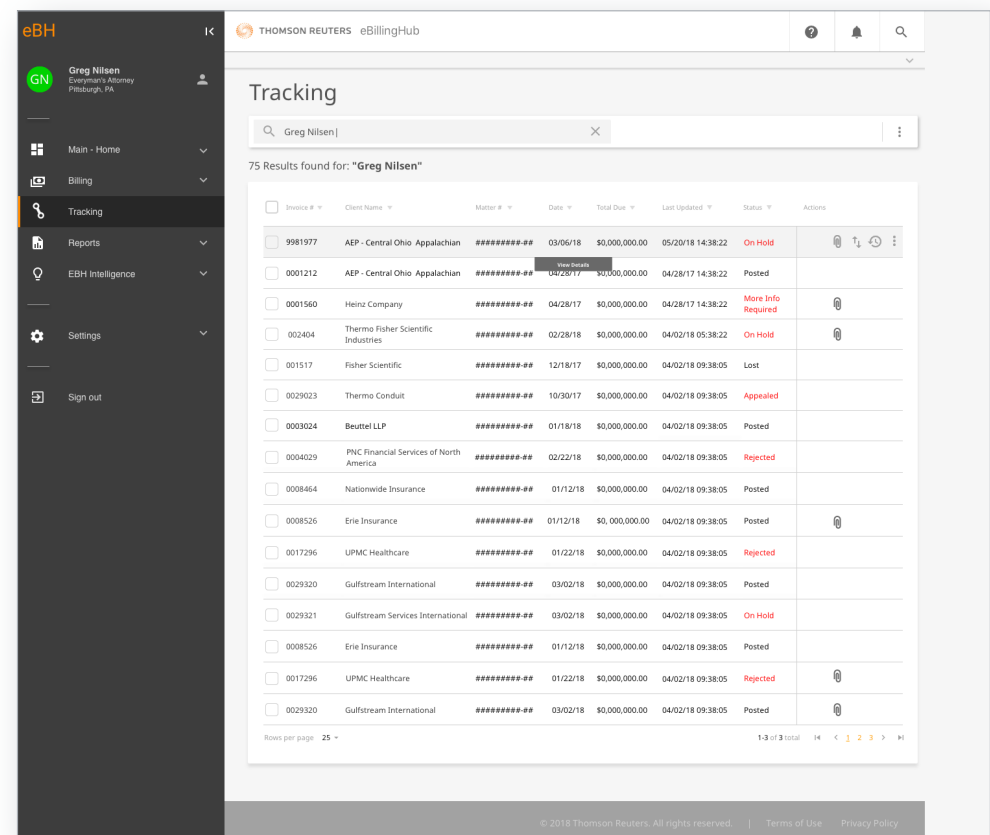 eBH
THOMSON REUTERS eBillingHub
GN
Greg Nilsen
Everyman's Attorney
Pittsburgh, PA
Main - Home
Billing
Tracking
Reports
EBH Intelligence
Settings
Sign out
Tracking
Greg Nilsen
75 Results found for: "Greg Nilsen"
Invoice # Client Name Matter # Date Total Due Last Updated Status Actions
9981977 AEP - Central Ohio Appalachian #########-## 03/06/18 $0,000,000.00 05/20/18 14:38:22 On Hold
View Details
0001212 AEP - Central Ohio Appalachian #########-## 04/28/17 $0,000,000.00 04/28/17 14:38:22 Posted
0001560 Heinz Company #########-## 04/28/17 $0,000,000.00 04/28/17 14:38:22 More Info
Required
002404 Thermo Fisher Scientific
Industries #########-## 02/28/18 $0,000,000.00 04/02/18 05:38:22 On Hold
001517 Fisher Scientific #########-## 12/18/17 $0,000,000.00 04/02/18 09:38:05 Lost
0029023 Thermo Conduit #########-## 10/30/17 $0,000,000.00 04/02/18 09:38:05 Appealed
0003024 Beuttel LLP #########-## 01/18/18 $0,000,000.00 04/02/18 09:38:05 Posted
0004029 PNC Financial Services of North
America #########-## 02/22/18 $0,000,000.00 04/02/18 09:38:05 Rejected
0008464 Nationwide Insurance #########-## 01/12/18 $0,000,000.00 04/02/18 09:38:05 Posted
0008526 Erie Insurance #########-## 01/12/18 $0, 000,000.00 04/02/18 09:38:05 Posted
0017296 UPMC Healthcare #########-## 01/22/18 $0,000,000.00 04/02/18 09:38:05 Rejected
0029320 Gulfstream International #########-## 03/02/18 $0,000,000.00 04/02/18 09:38:05 Posted
0029321 Gulfstream Services International #########-## 03/02/18 $0,000,000.00 04/02/18 09:38:05 On Hold
0008526 Erie Insurance #########-## 01/12/18 $0,000,000.00 04/02/18 09:38:05 Posted
0017296 UPMC Healthcare #########-## 01/22/18 $0,000,000.00 04/02/18 09:38:05 Rejected
0029320 Gulfstream International #########-## 03/02/18 $0,000,000.00 04/02/18 09:38:05 Posted
Rows per page 25 1-3 of 3 total 1 2 3
© 2018 Thomson Reuters. All rights reserved. | Terms of Use Privacy Policy